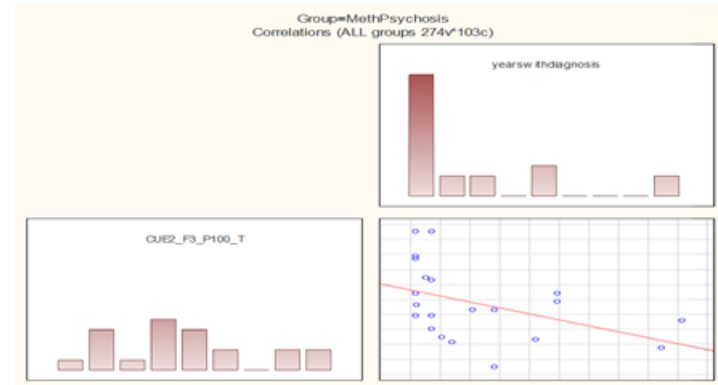 Group=MethPsychosis
Correlations (ALL groups 274v*103c)
yearswithdiagnosis
CUE2_F3_P100_T